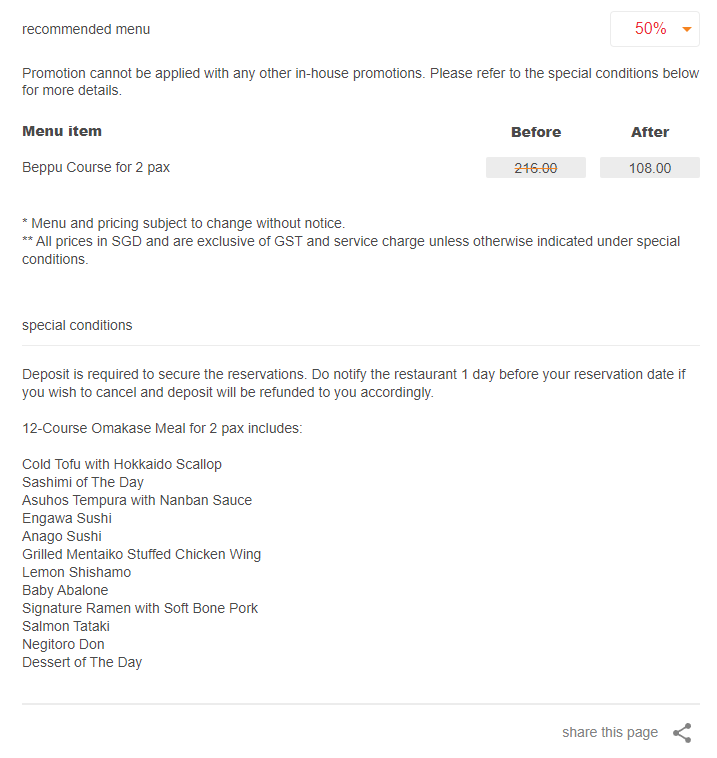 recommended menu
50%
Promotion cannot be applied with any other in-house promotions. Please refer to the special conditions below
for more details.
Menu item Before After
Beppu Course for 2 pax 216.00 108.00
* Menu and pricing subject to change without notice.
** All prices in SGD and are exclusive of GST and service charge unless otherwise indicated under special
conditions.
special conditions
Deposit is required to secure the reservations. Do notify the restaurant 1 day before your reservation date if
you wish to cancel and deposit will be refunded to you accordingly.
12-Course Omakase Meal for 2 pax includes:
Cold Tofu with Hokkaido Scallop
Sashimi of The Day
Asuhos Tempura with Nanban Sauce
Engawa Sushi
Anago Sushi
Grilled Mentaiko Stuffed Chicken Wing
Lemon Shishamo
Baby Abalone
Signature Ramen with Soft Bone Pork
Salmon Tataki
Negitoro Don
Dessert of The Day
share this page